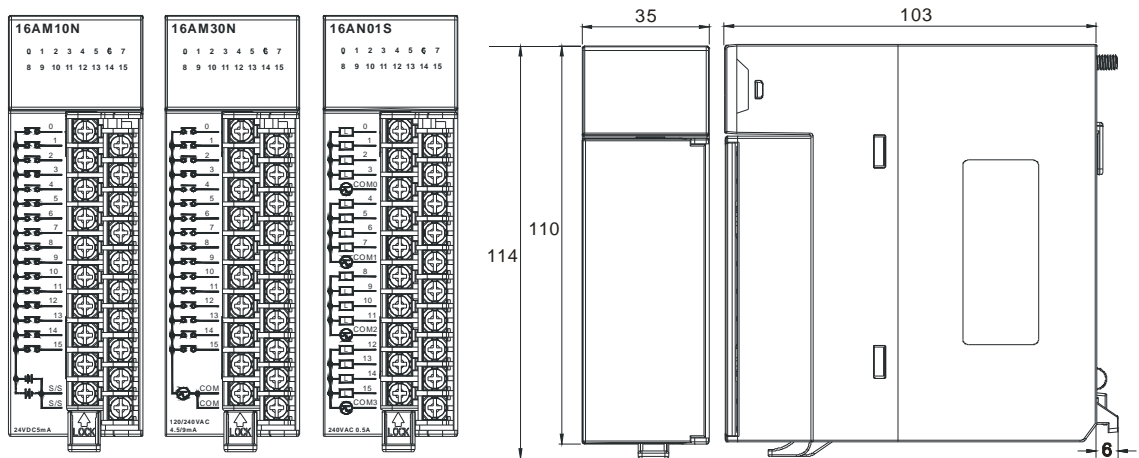 16AM10N
0 1 2 3 4 5 6 7
8 9 10 11 12 13 14 15
0
1
2
3
4
5
6
7
8
9
10
11
12
13
14
15
S/S
S/S
24VDC5mA
LOCK
16AM30N
0 1 2 3 4 5 6 7
8 9 10 11 12 13 14 15
0
1
2
3
4
5
6
7
8
9
10
11
12
13
14
15
COM
COM
120/240VAC
4.5/9mA
LOCK
16AN01S
0 1 2 3 4 5 6 7
8 9 10 11 12 13 14 15
L 0
L 1
L 2
L 3
COM0
L 4
L 5
L 6
L 7
COM1
L 8
L 9
L 10
L 11
COM2
L 12
L 13
L 14
L 15
COM3
240VAC 0.5A
LOCK
35
103
110
114
6